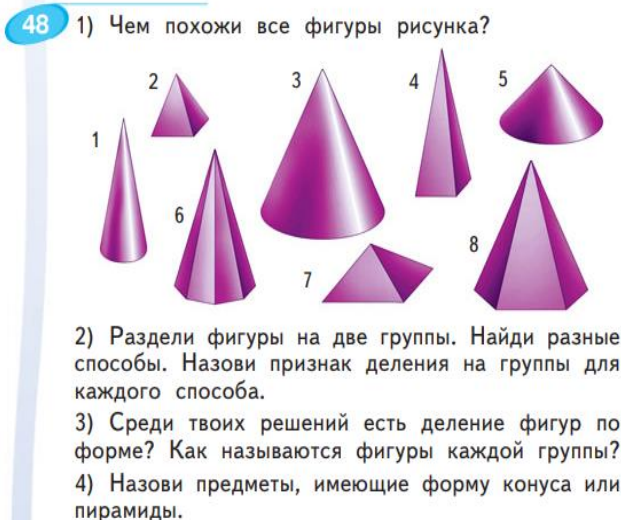 48 1) Чем похожи все фигуры рисунка?
1
2
3
4
5
6
7
8
2) Раздели фигуры на две группы. Найди разные
способы. Назови признак деления на группы для
каждого способа.
3) Среди твоих решений есть деление фигур по
форме? Как называются фигуры каждой группы?
4) Назови предметы, имеющие форму конуса или
пирамиды.